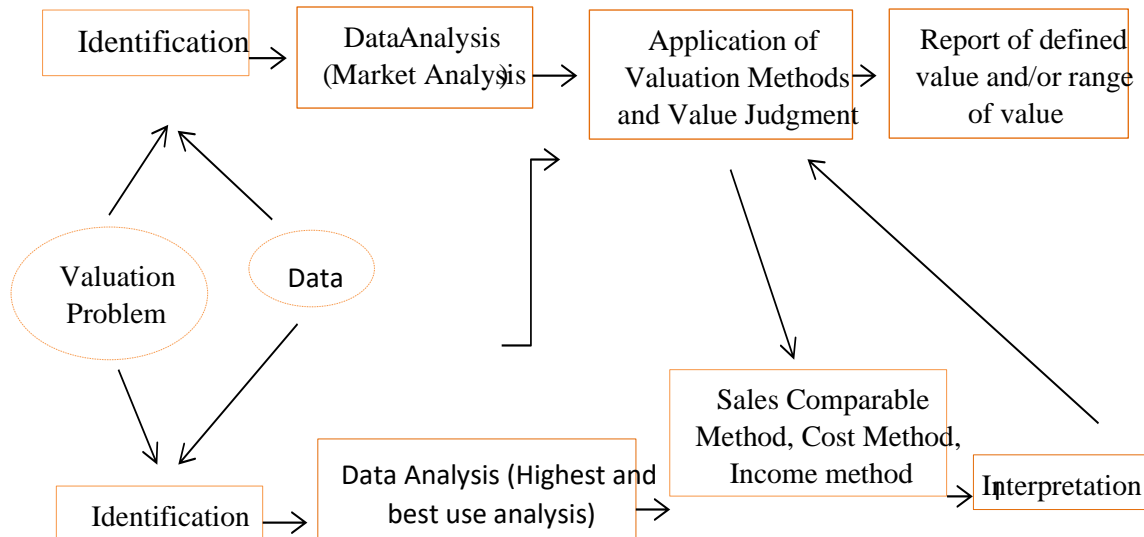 Identification
DataAnalysis
(Market Analysis)
Application of
Valuation Methods
and Value Judgment
Report of defined
value and/or range
of value
Valuation
Problem
Data
Sales Comparable
Method, Cost Method,
Income method
Data Analysis (Highest and
best use analysis)
Identification
Interpretation